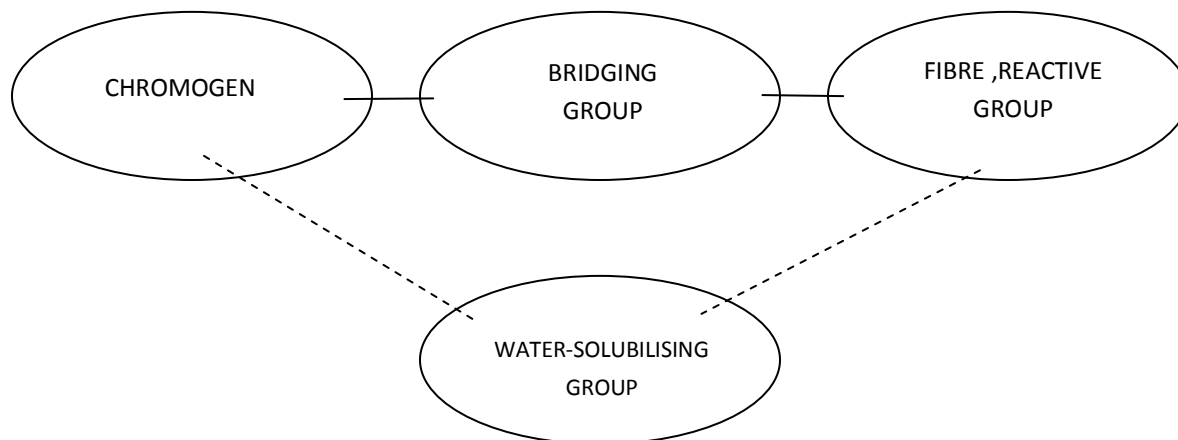 CHROMOGEN
BRIDGING
GROUP
FIBRE ,REACTIVE
GROUP
WATER-SOLUBILISING
GROUP